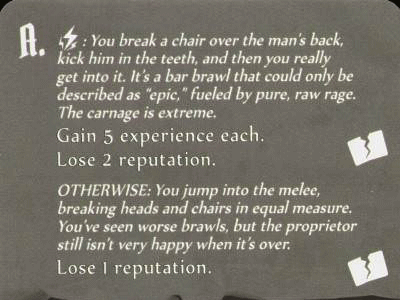 A. : You break a chair over the man's back,
kick him in the teeth, and then you really
get into it. It's a bar brawl that could only be
described as “epic,” fueled by pure, raw rage.
The carnage is extreme.
Gain 5 experience each.
Lose 2 reputation.
OTHERWISE: You jump into the melee,
breaking heads and chairs in equal measure.
You've seen worse brawls, but the proprietor
still isn't very happy when it's over.
Lose 1 reputation.